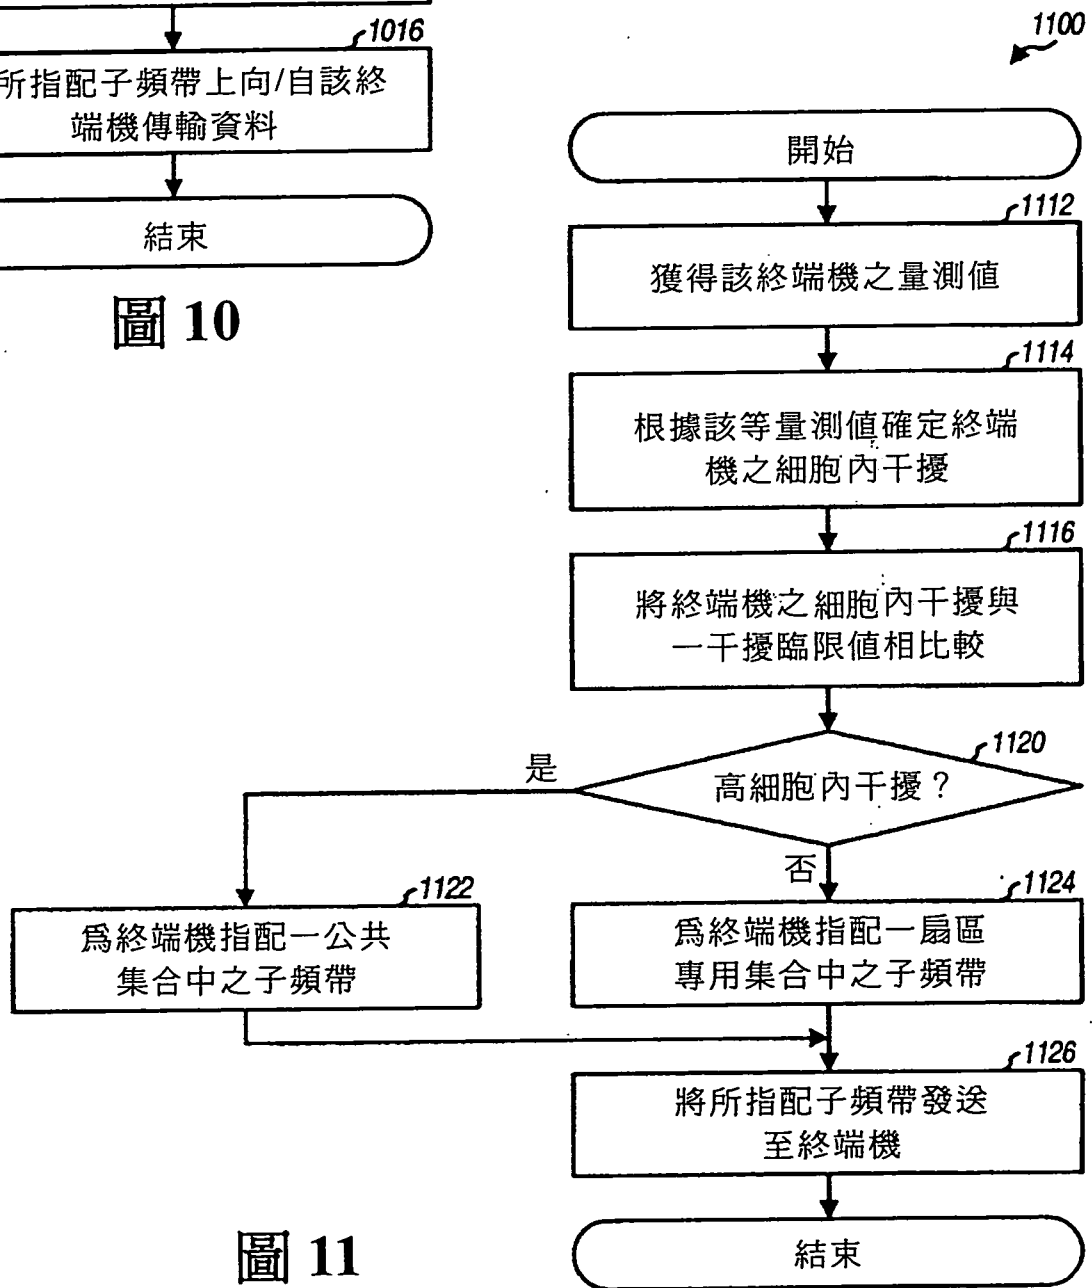 1016
所指配子頻帶上向/自該終
端機傳輸資料
結束
圖 10
1100
開始
1112
獲得該終端機之量測值
1114
根據該等量測值確定終端
機之細胞內干擾
1116
將終端機之細胞內干擾與
一干擾臨限值相比較
1120
高細胞內干擾？
是
否
1122
爲終端機指配一公共
集合中之子頻帶
1124
爲終端機指配一扇區
專用集合中之子頻帶
1126
將所指配子頻帶發送
至終端機
結束
圖 11